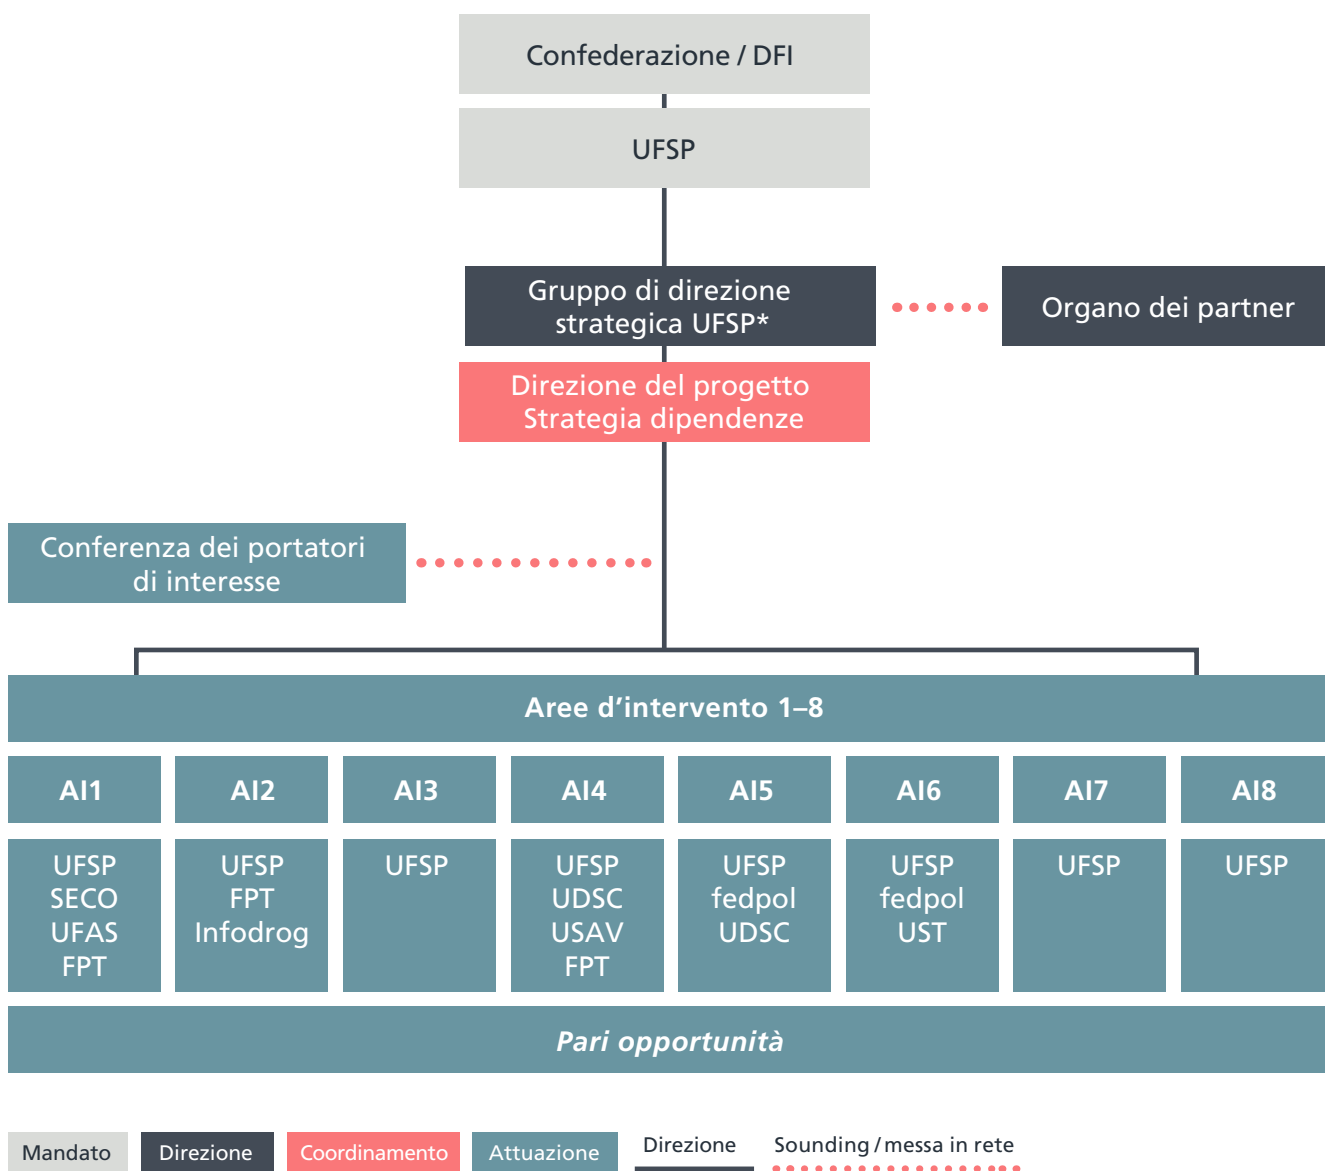 Confederazione / DFI
UFSP
Gruppo di direzione
strategica UFSP*
Organo dei partner
Direzione del progetto
Strategia dipendenze
Conferenza dei portatori
di interesse
Aree d’intervento 1–8
AI1
AI2
AI3
AI4
AI5
AI6
AI7
AI8
UFSP
SECO
UFAS
FPT
UFSP
FPT
Infodrog
UFSP
UFSP
UDSC
USAV
FPT
UFSP
fedpol
UDSC
UFSP
fedpol
UST
UFSP
UFSP
Pari opportunità
Mandato
Direzione
Coordinamento
Attuazione
Direzione
Sounding / messa in rete